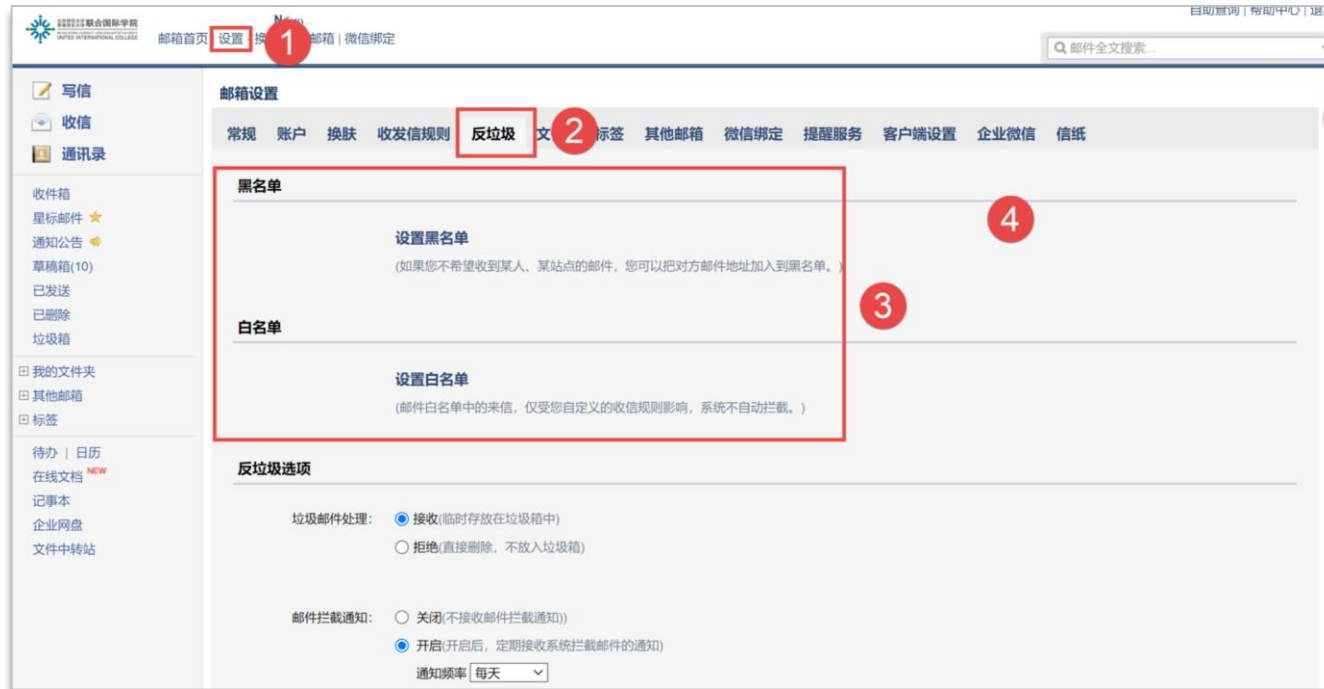 自助查询 | 帮助中心 |
联合国际学院
UNITED INTERNATIONAL COLLEGE
邮箱首页 | 设置 - 换 邮箱 | 微信绑定
1
邮件全文搜索...
写信
收信
通讯录
收件箱
星标邮件
通知公告
草稿箱(10)
已发送
已删除
垃圾箱
我的文件夹
其他邮箱
标签
待办 | 日历
在线文档 NEW
记事本
企业网盘
文件中转站
邮箱设置
常规 账户 换肤 收发信规则 反垃圾 文 2 标签 其他邮箱 微信绑定 提醒服务 客户端设置 企业微信 信纸
黑名单
4
设置黑名单
(如果您不希望收到某人、某站点的邮件，您可以把对方邮件地址加入到黑名单。)
3
白名单
设置白名单
(邮件白名单中的来信，仅受您自定义的收信规则影响，系统不自动拦截。)
反垃圾选项
垃圾邮件处理: 接收(临时存放在垃圾箱中)
拒绝(直接删除，不放入垃圾箱)
邮件拦截通知: 关闭(不接收邮件拦截通知))
开启(开启后，定期接收系统拦截邮件的通知)
通知频率 每天